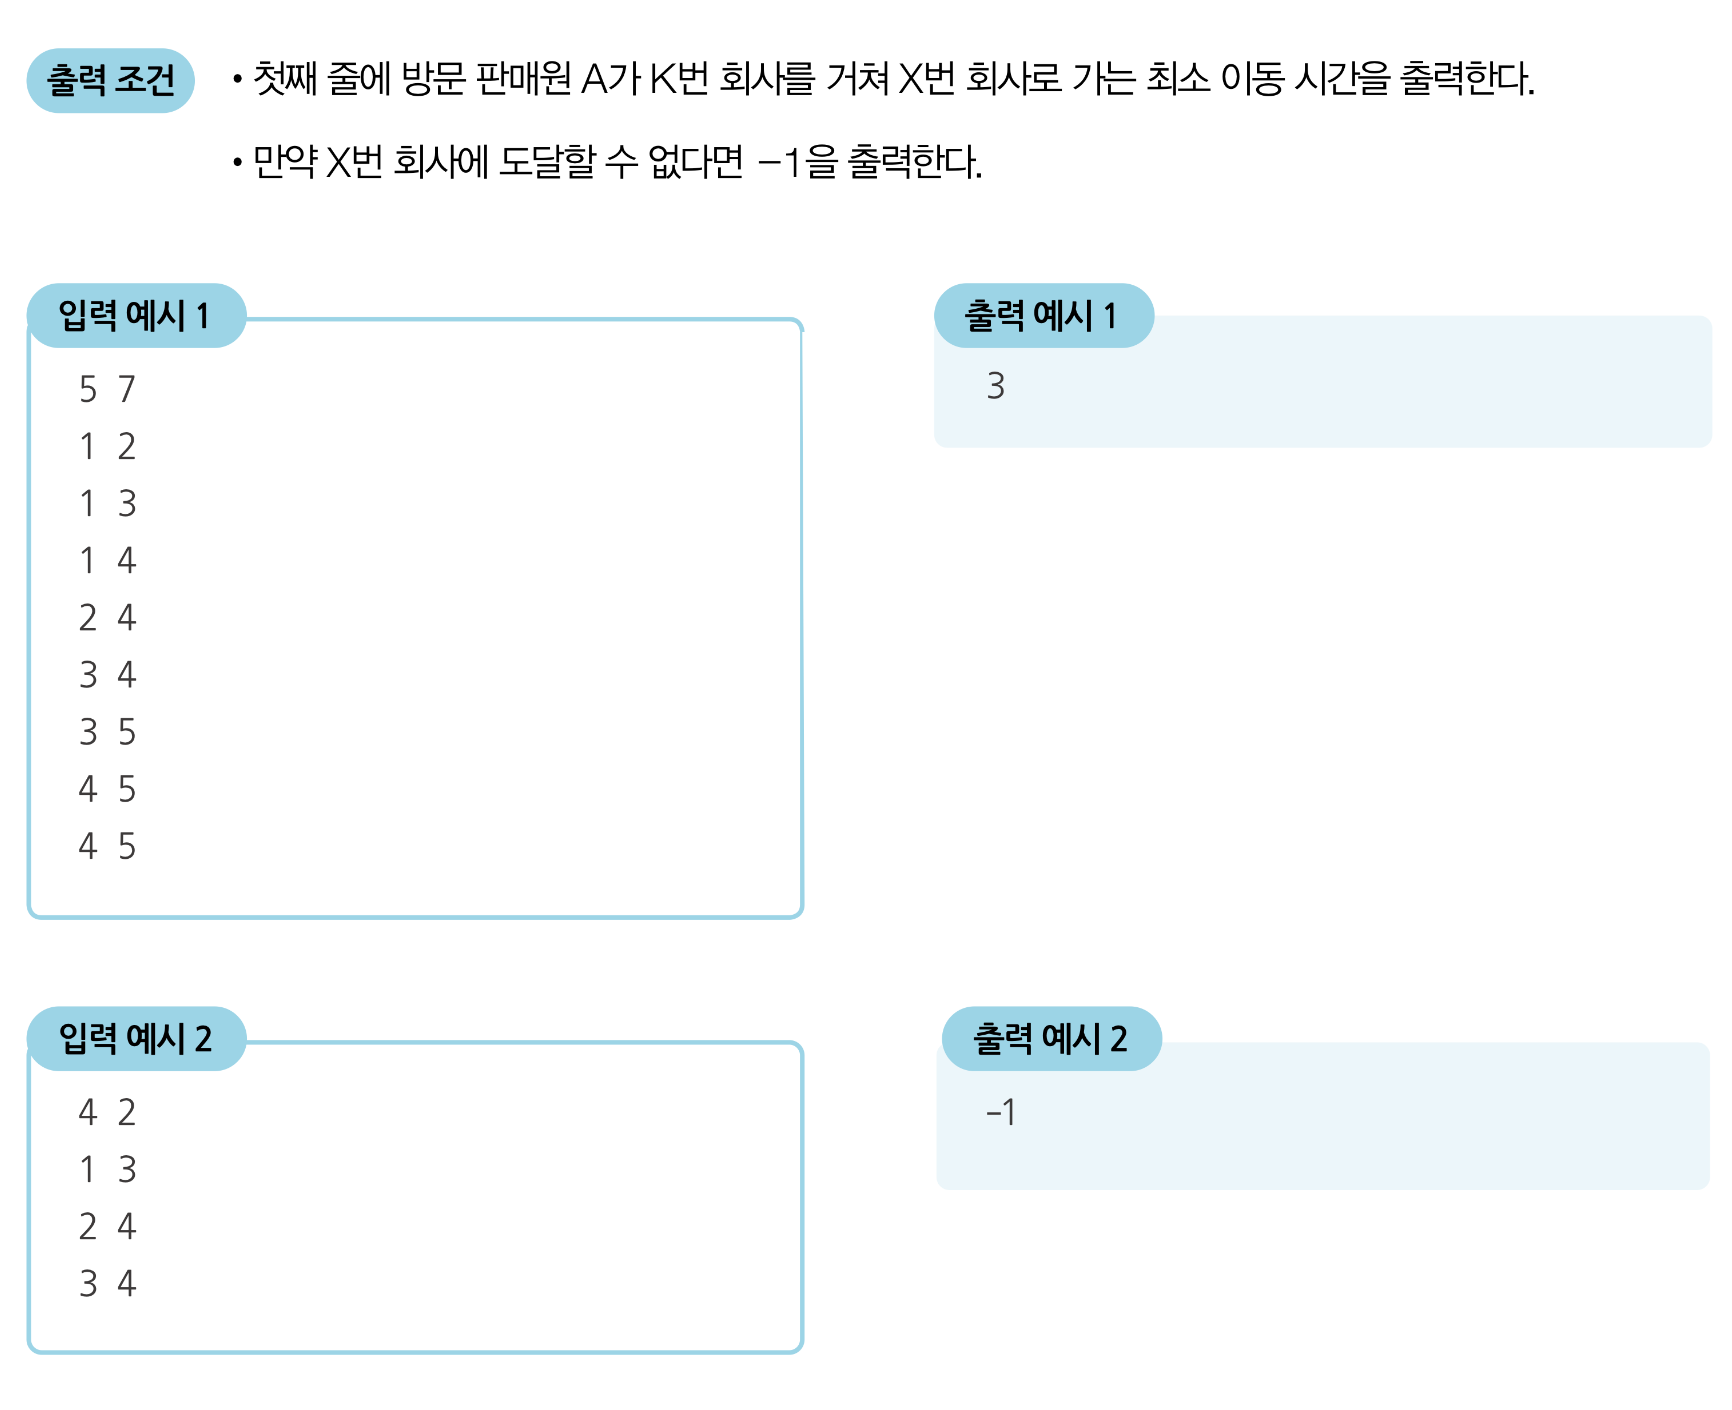 출력 조건
• 첫째 줄에 방문 판매원 A가 K번 회사를 거쳐 X번 회사로 가는 최소 이동 시간을 출력한다.
• 만약 X번 회사에 도달할 수 없다면 –1을 출력한다.
입력 예시 1
5 7
1 2
1 3
1 4
2 4
3 4
3 5
4 5
4 5
출력 예시 1
3
입력 예시 2
4 2
1 3
2 4
3 4
출력 예시 2
–1